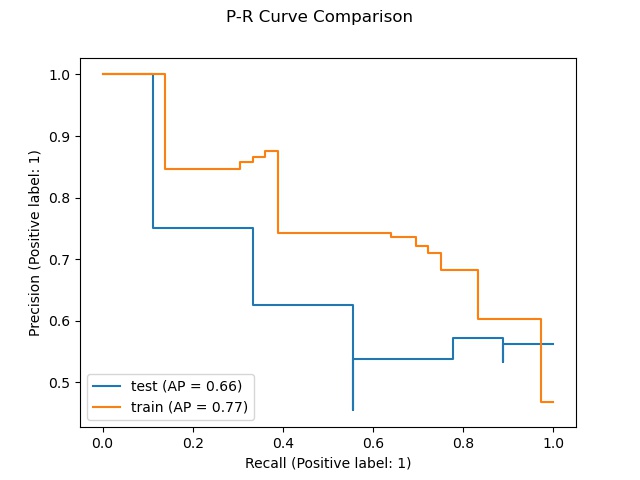 P-R Curve Comparison
Precision (Positive label: 1)
1.0
0.9
0.8
0.7
0.6
0.5
test (AP = 0.66)
train (AP = 0.77)
0.0 0.2 0.4 0.6 0.8 1.0
Recall (Positive label: 1)